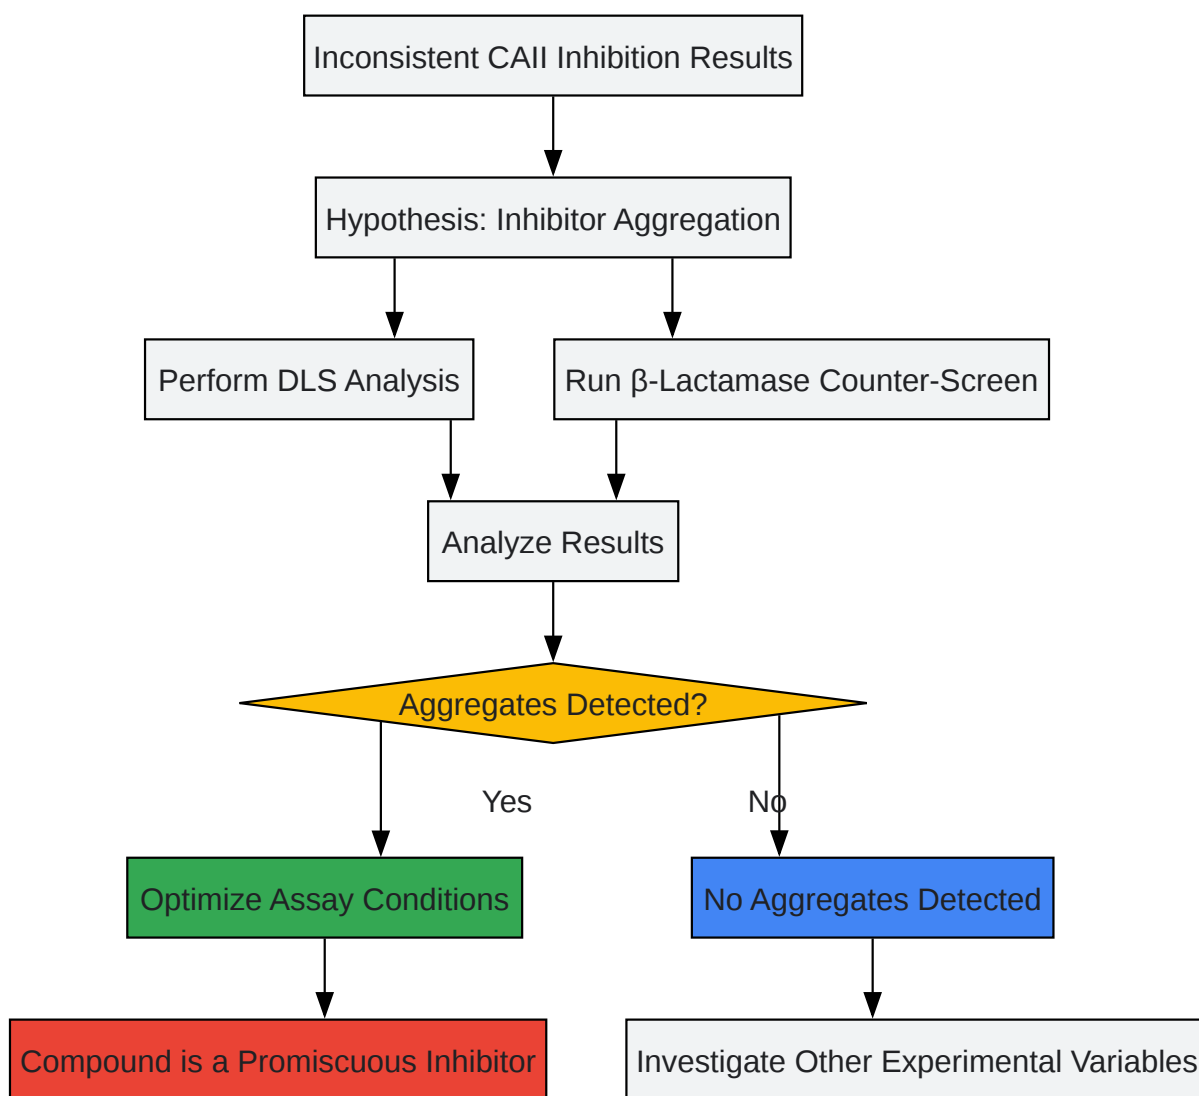 Inconsistent CAII Inhibition Results
Hypothesis: Inhibitor Aggregation
Perform DLS Analysis
Run β-Lactamase Counter-Screen
Analyze Results
Aggregates Detected?
Yes
No
Optimize Assay Conditions
No Aggregates Detected
Compound is a Promiscuous Inhibitor
Investigate Other Experimental Variables